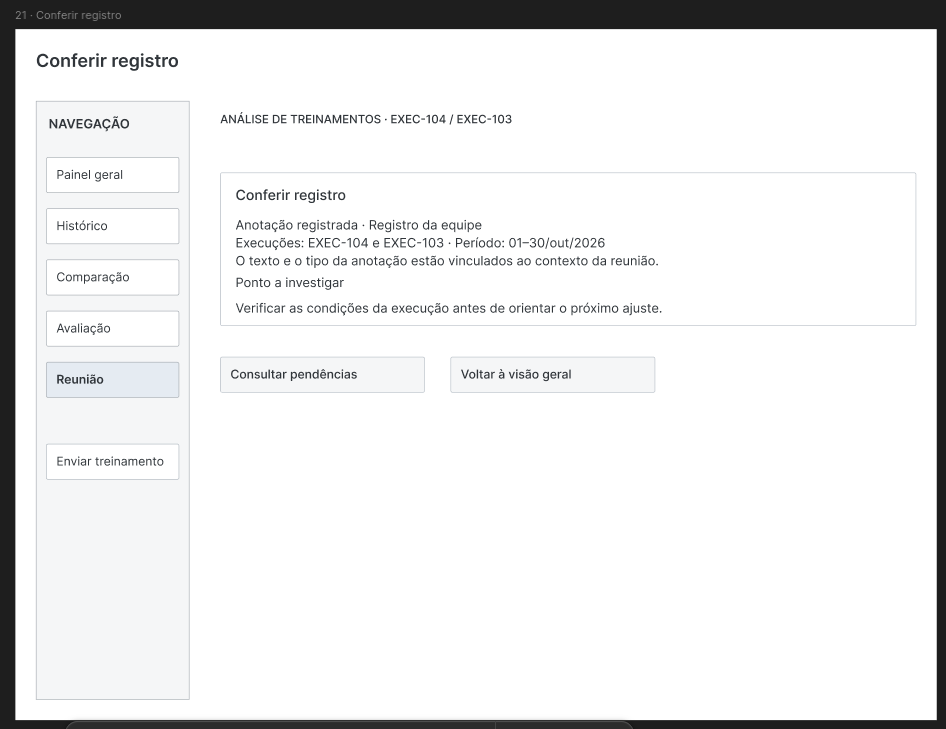 21 · Conferir registro
Conferir registro
NAVEGAÇÃO
Painel geral
Histórico
Comparação
Avaliação
Reunião
Enviar treinamento
ANÁLISE DE TREINAMENTOS · EXEC-104 / EXEC-103
Conferir registro
Anotação registrada · Registro da equipe
Execuções: EXEC-104 e EXEC-103 · Período: 01–30/out/2026
O texto e o tipo da anotação estão vinculados ao contexto da reunião.
Ponto a investigar
Verificar as condições da execução antes de orientar o próximo ajuste.
Consultar pendências
Voltar à visão geral